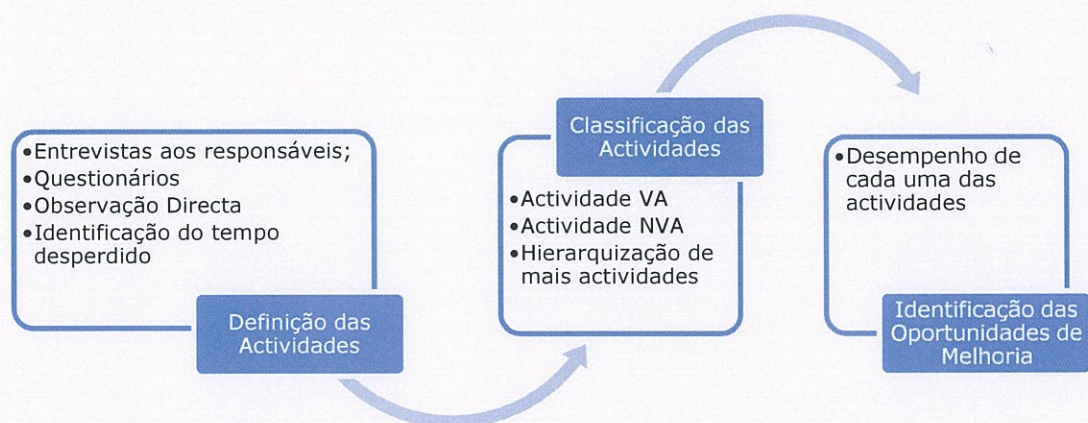 •Entrevistas aos responsáveis;
•Questionários
•Observação Directa
•Identificação do tempo
desperdido
Definição das
Actividades
Classificação das
Actividades
•Actividade VA
•Actividade NVA
•Hierarquização de
mais actividades
•Desempenho de
cada uma das
actividades
Identificação das
Oportunidades de
Melhoria